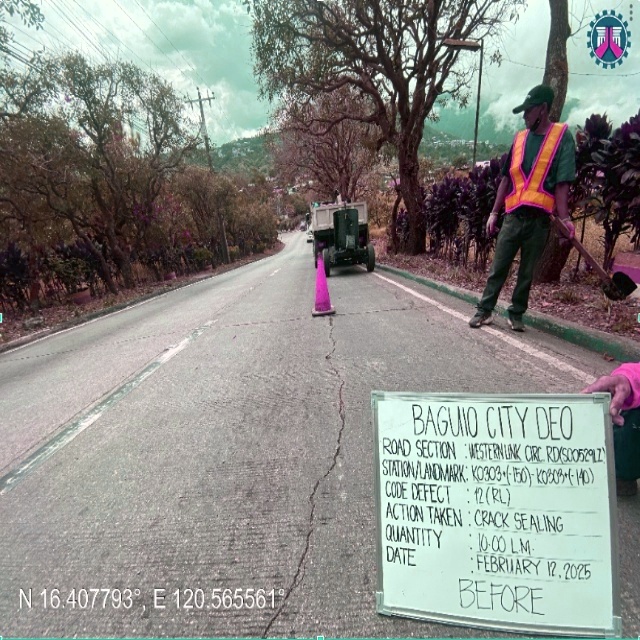 BAGUIO CITY DEO
ROAD SECTION : WESTERN LINK CIRC. RD(S00529LZ)
STATION/LANDMARK: K0303+(-150)-K0303+(-140)
CODE DEFECT : 12 (RL)
ACTION TAKEN : CRACK SEALING
QUANTITY : 10.00 L.M.
DATE : FEBRUARY 12, 2025
BEFORE
N 16.407793°, E 120.565561°